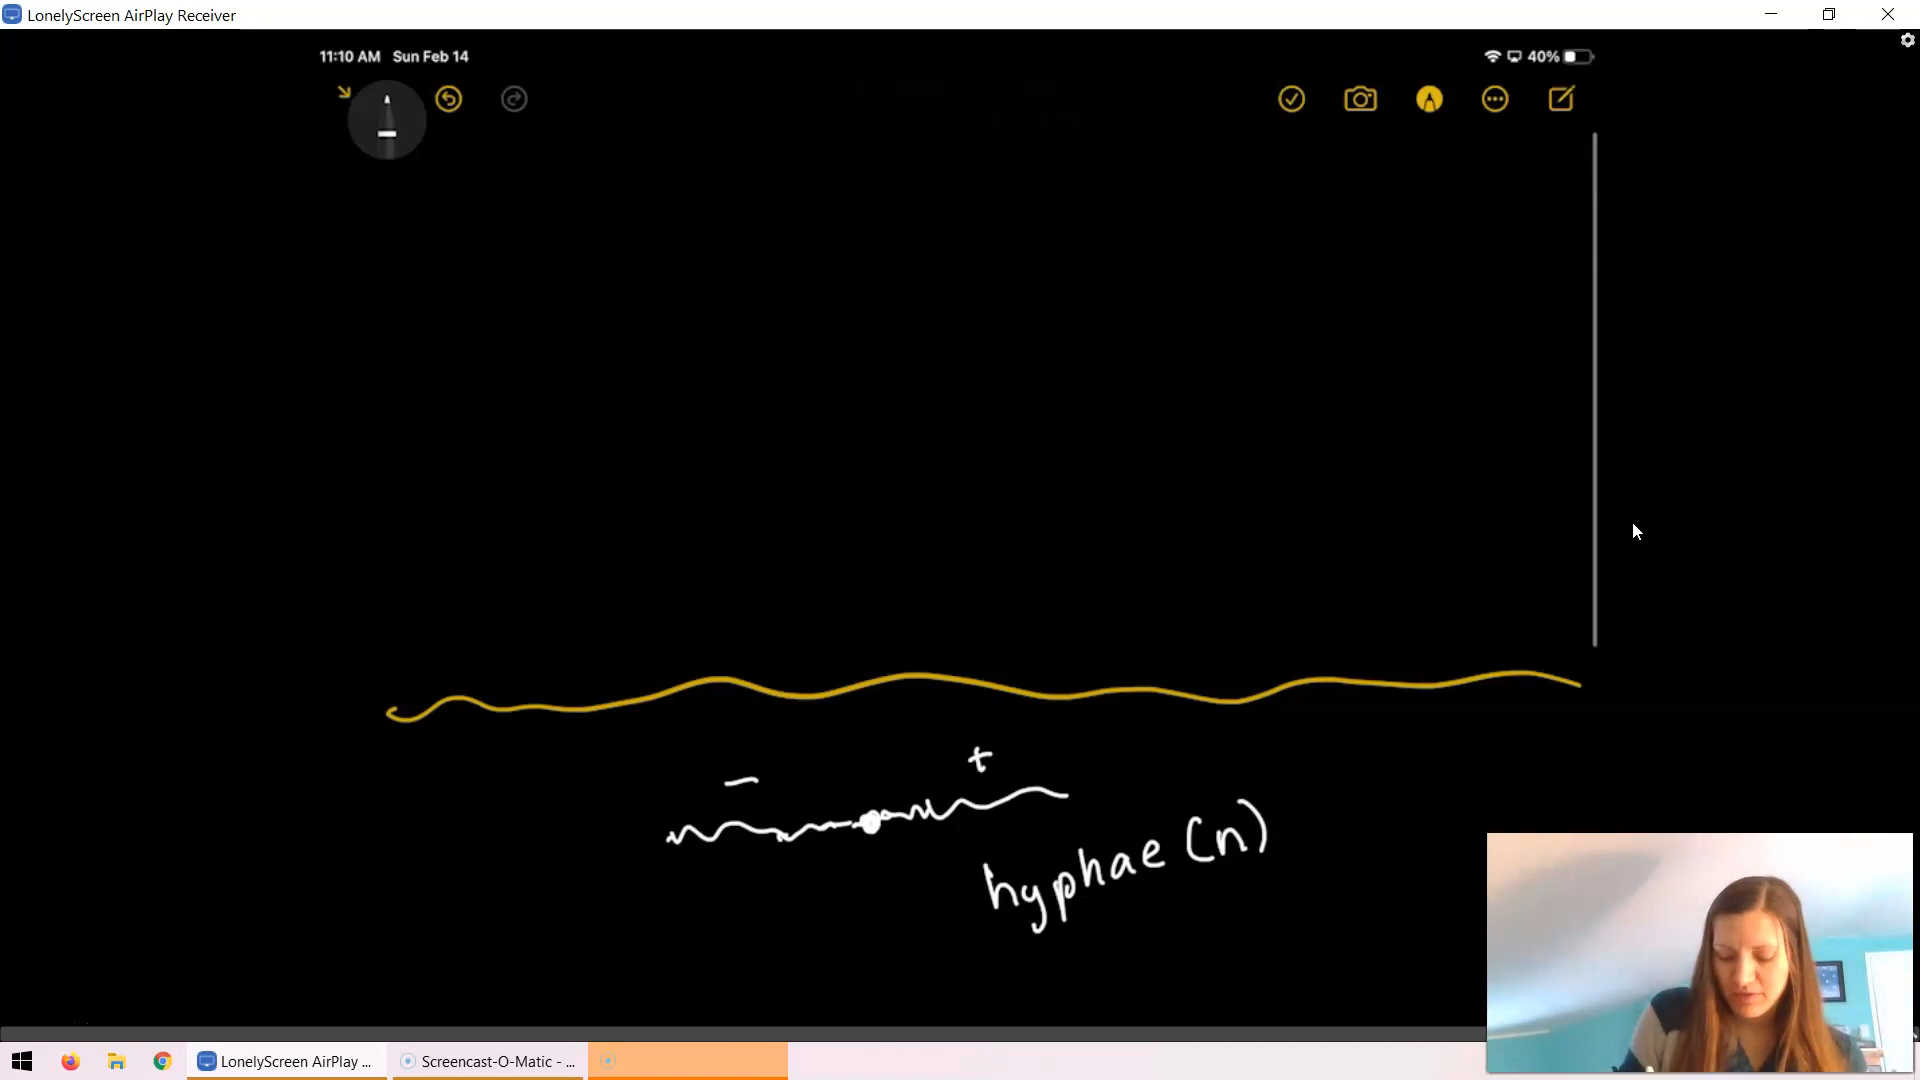 LonelyScreen AirPlay Receiver
11:10 AM Sun Feb 14
40%
− +
hyphae (n)
LonelyScreen AirPlay ...
Screencast-O-Matic - ...